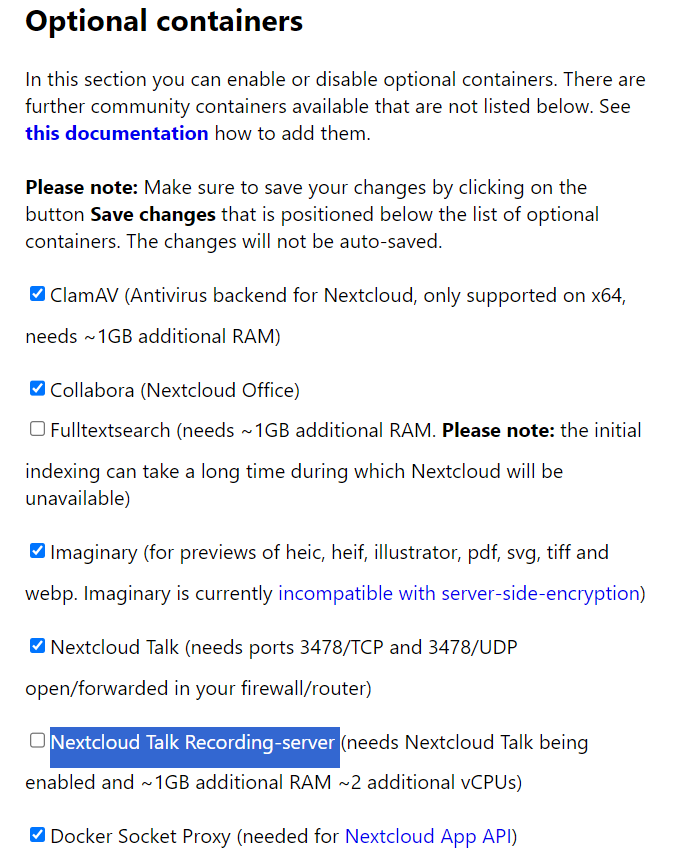 Optional containers
In this section you can enable or disable optional containers. There are
further community containers available that are not listed below. See
this documentation how to add them.
Please note: Make sure to save your changes by clicking on the
button Save changes that is positioned below the list of optional
containers. The changes will not be auto-saved.
ClamAV (Antivirus backend for Nextcloud, only supported on x64,
needs ~1GB additional RAM)
Collabora (Nextcloud Office)
Fulltextsearch (needs ~1GB additional RAM. Please note: the initial
indexing can take a long time during which Nextcloud will be
unavailable)
Imaginary (for previews of heic, heif, illustrator, pdf, svg, tiff and
webp. Imaginary is currently incompatible with server-side-encryption)
Nextcloud Talk (needs ports 3478/TCP and 3478/UDP
open/forwarded in your firewall/router)
Nextcloud Talk Recording-server (needs Nextcloud Talk being
enabled and ~1GB additional RAM ~2 additional vCPUs)
Docker Socket Proxy (needed for Nextcloud App API)